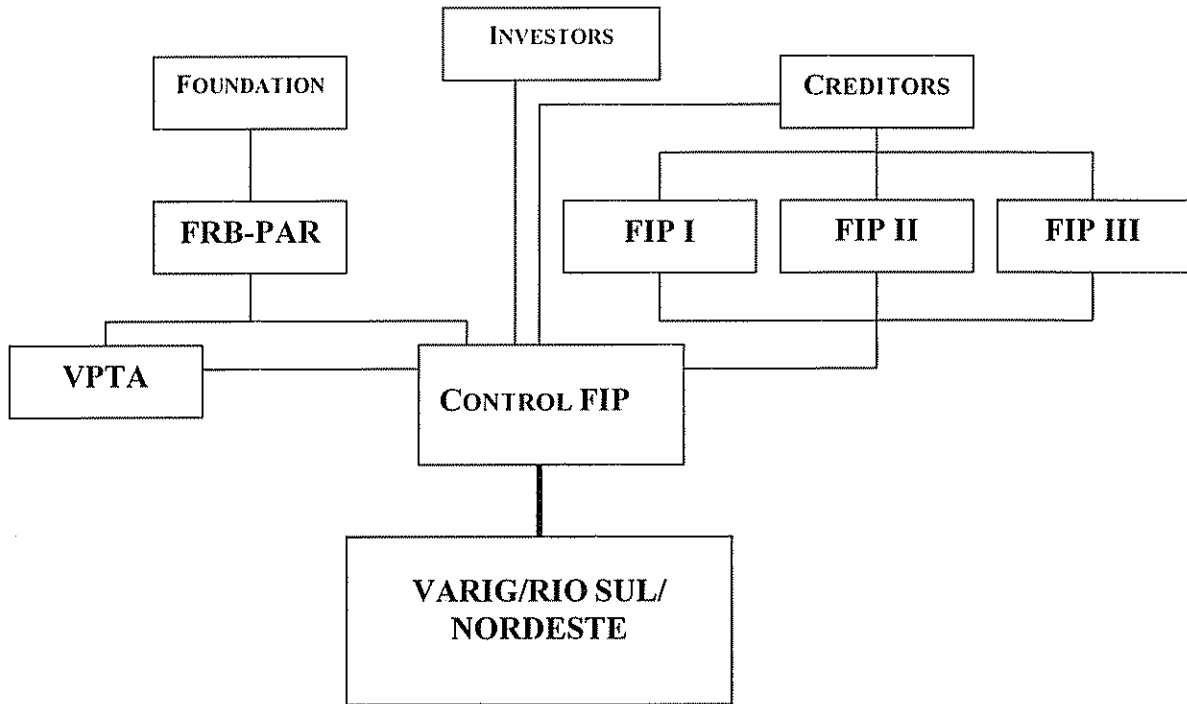 INVESTORS
FOUNDATION
CREDITORS
FRB-PAR
FIP I
FIP II
FIP III
VPTA
CONTROL FIP
VARIG/RIO SUL/
NORDESTE